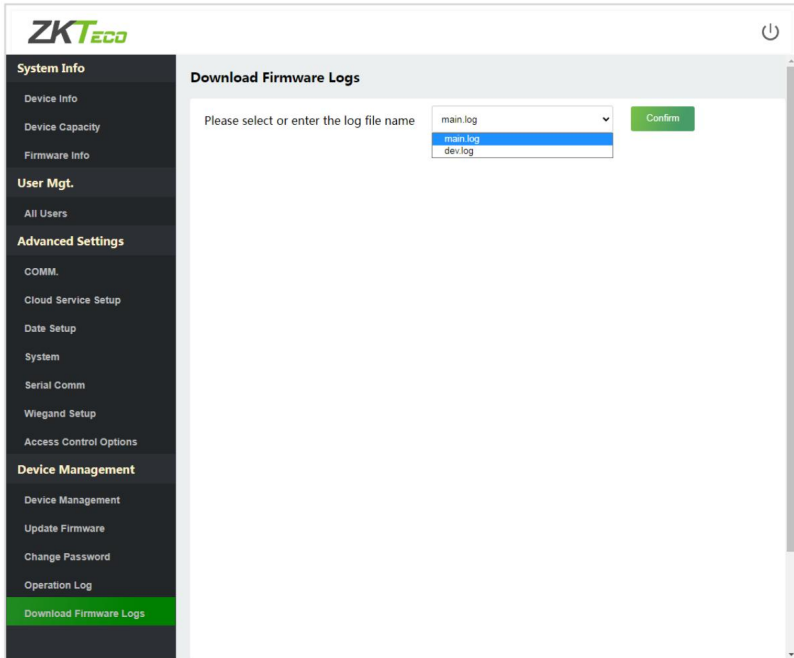 ZKTECO
System Info
Device Info
Device Capacity
Firmware Info
User Mgt.
All Users
Advanced Settings
COMM.
Cloud Service Setup
Date Setup
System
Serial Comm
Wiegand Setup
Access Control Options
Device Management
Device Management
Update Firmware
Change Password
Operation Log
Download Firmware Logs
Download Firmware Logs
Please select or enter the log file name
main.log
Confirm
main.log
dev.log